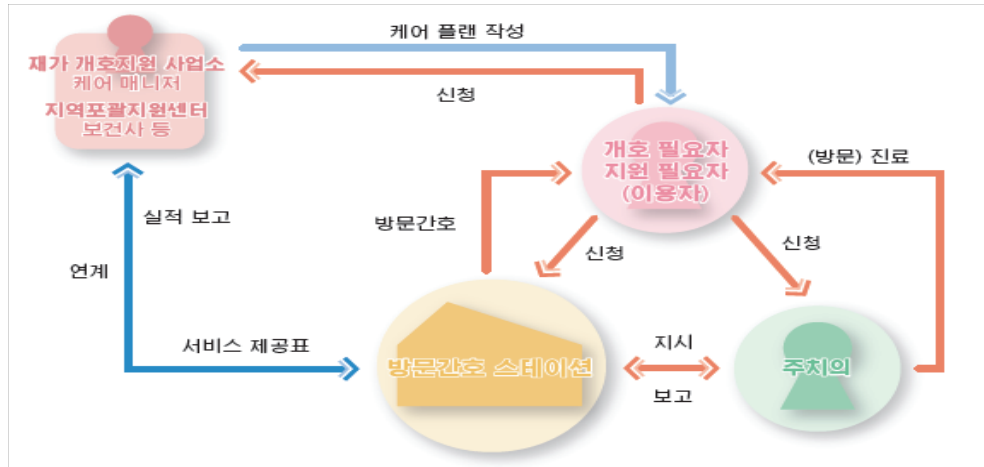 케어 플랜 작성
재가 개호지원 사업소
케어 매니저
지역포괄지원센터
보건사 등
신청
개호 필요자
지원 필요자
(이용자)
(방문) 진료
실적 보고
방문간호
신청
신청
연계
서비스 제공표
방문간호 스테이션
지시
보고
주치의